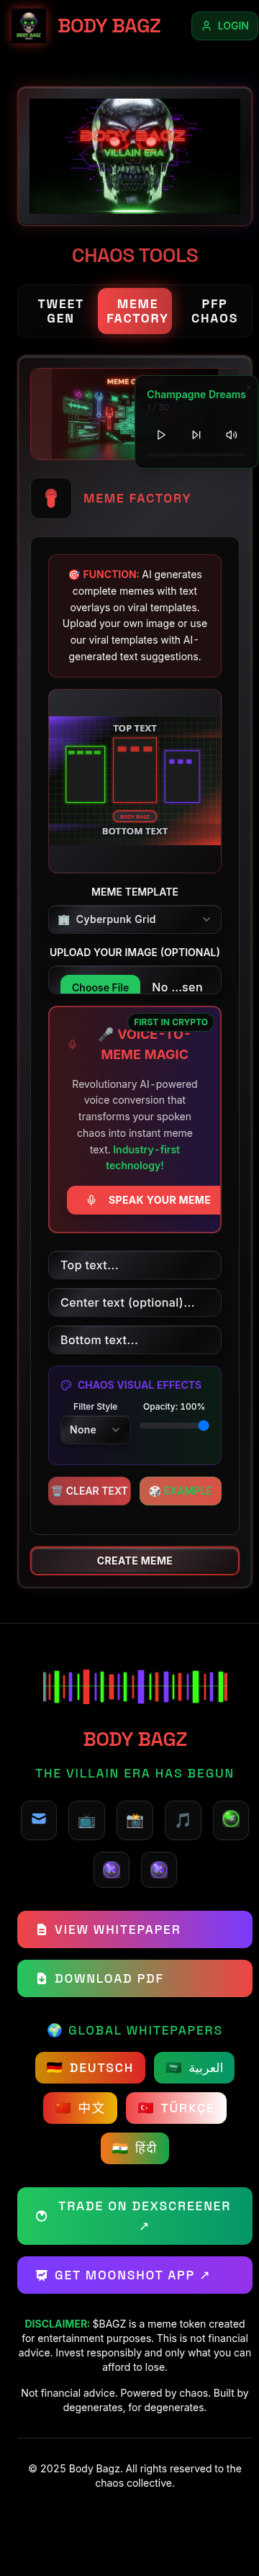 BODY BAGZ
BODY BAGZ
LOGIN
BODY BAGZ
VILLAIN ERA
CHAOS TOOLS
TWEET
GEN
MEME
FACTORY
PFP
CHAOS
MEME
Champagne Dreams
1 / 30
MEME FACTORY
🎯 FUNCTION: AI generates
complete memes with text
overlays on viral templates.
Upload your own image or use
our viral templates with AI-
generated text suggestions.
TOP TEXT
BODY BAGZ
BOTTOM TEXT
MEME TEMPLATE
🏢 Cyberpunk Grid
UPLOAD YOUR IMAGE (OPTIONAL)
Choose File No ...sen
FIRST IN CRYPTO
🎤 VOICE-TO-
MEME MAGIC
Revolutionary AI-powered
voice conversion that
transforms your spoken
chaos into instant meme
text. Industry-first
technology!
SPEAK YOUR MEME
Top text...
Center text (optional)...
Bottom text...
CHAOS VISUAL EFFECTS
Filter Style
Opacity: 100%
None
🗑️ CLEAR TEXT
🎲 EXAMPLE
CREATE MEME
BODY BAGZ
THE VILLAIN ERA HAS BEGUN
VIEW WHITEPAPER
DOWNLOAD PDF
🌍 GLOBAL WHITEPAPERS
🇩🇪 DEUTSCH
🇸🇦 العربية
🇨🇳 中文
🇹🇷 TÜRKÇE
🇮🇳 हिंदी
TRADE ON DEXSCREENER
↗
GET MOONSHOT APP ↗
DISCLAIMER: $BAGZ is a meme token created
for entertainment purposes. This is not financial
advice. Invest responsibly and only what you can
afford to lose.
Not financial advice. Powered by chaos. Built by
degenerates, for degenerates.
© 2025 Body Bagz. All rights reserved to the
chaos collective.